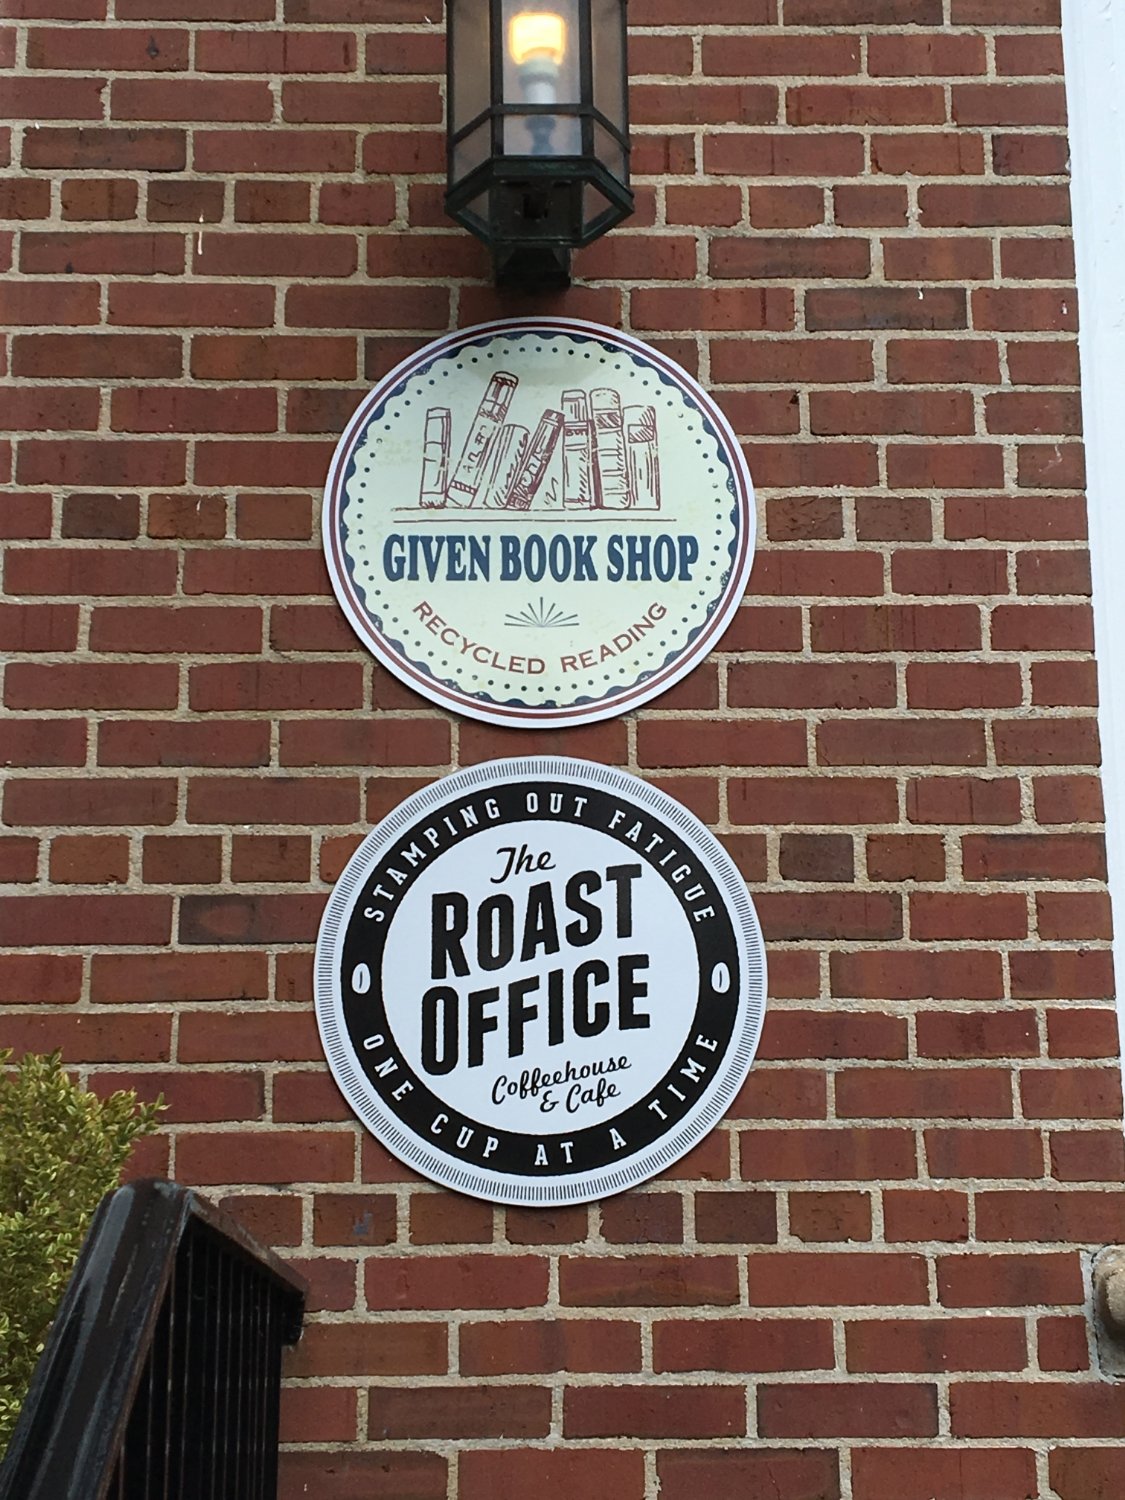 GIVEN BOOK SHOP
RECYCLED READING
STAMPING OUT FATIGUE
The
ROAST
OFFICE
Coffeehouse
& Cafe
ONE CUP AT A TIME